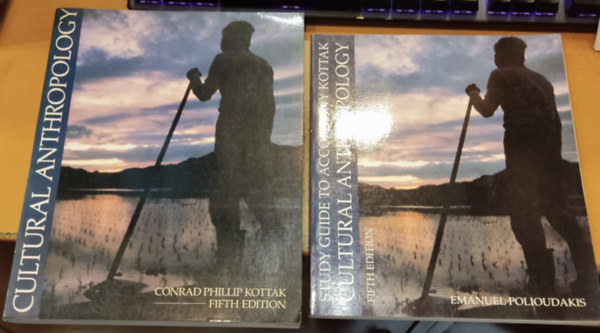 CULTURAL ANTHROPOLOGY
CONRAD PHILLIP KOTTAK
FIFTH EDITION
STUDY GUIDE TO ACCOMPANY KOTTAK
CULTURAL ANTHROPOLOGY
FIFTH EDITION
EMANUEL POLIOUDAKIS